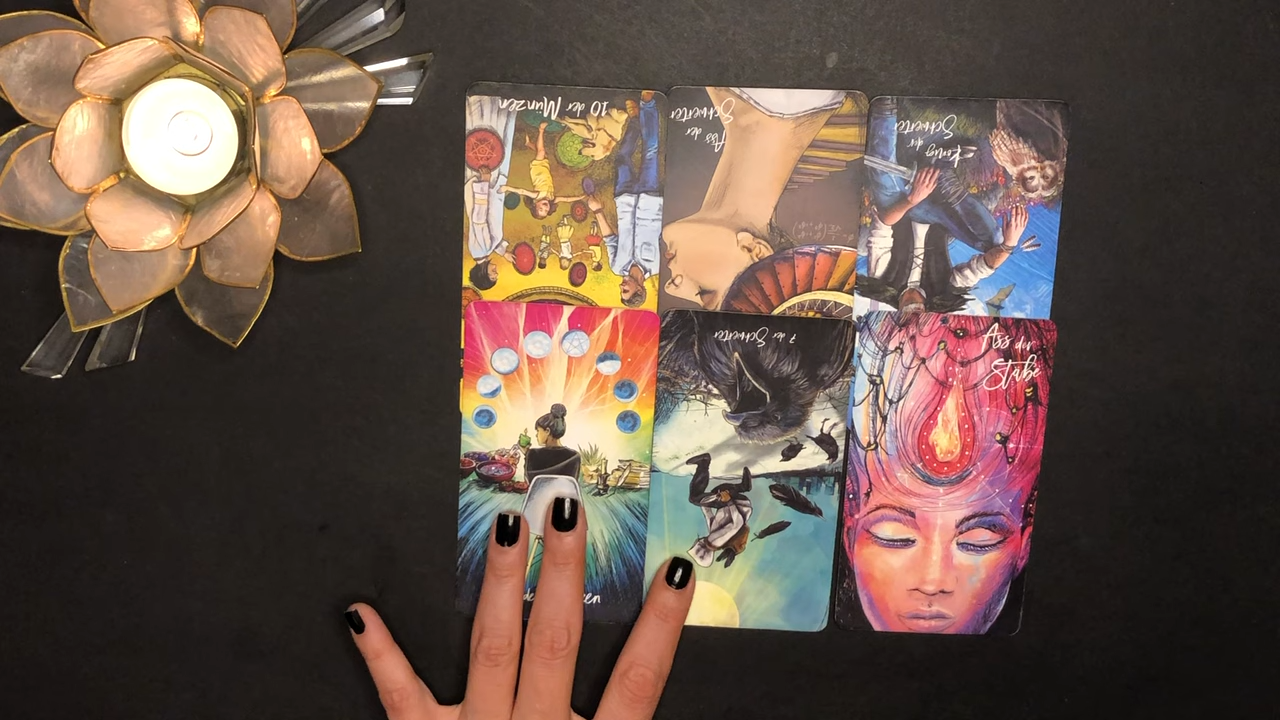 10 der Münzen
Ass der
Schwerter
König der
Schwerter
7 der Schwerter
Ass der
Stäbe